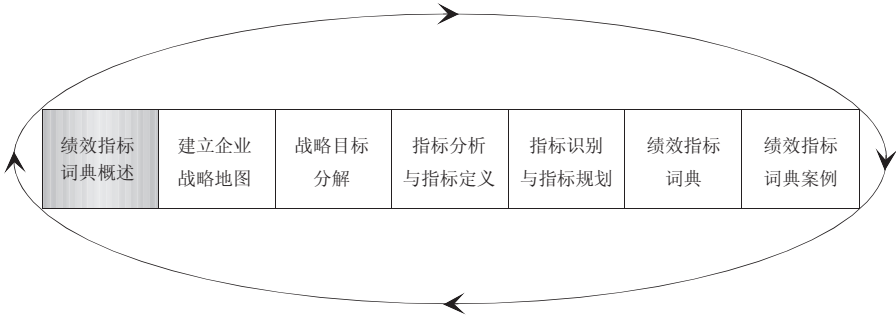 绩效指标
词典概述
建立企业
战略地图
战略目标
分解
指标分析
与指标定义
指标识别
与指标规划
绩效指标
词典
绩效指标
词典案例